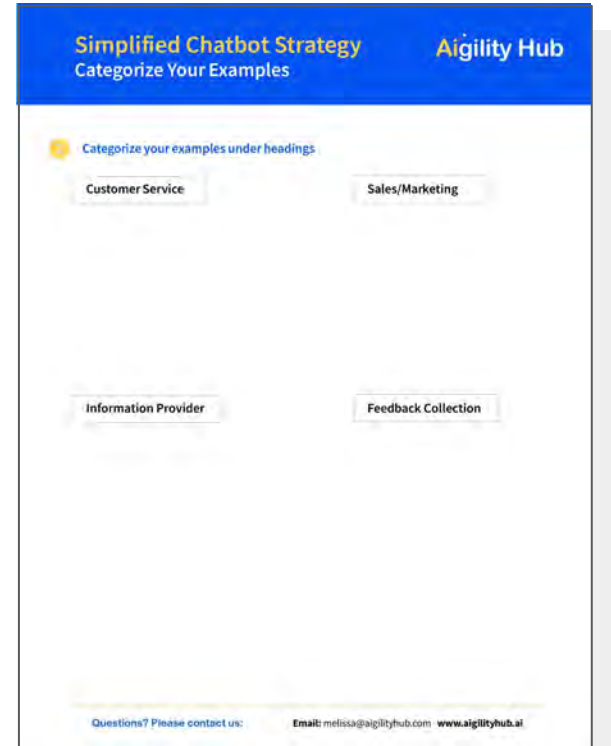 Simplified Chatbot Strategy
Aigility Hub
Categorize Your Examples
Categorize your examples under headings
Customer Service
Sales/Marketing
Information Provider
Feedback Collection
Questions? Please contact us: Email: melissa@aigilityhub.com www.aigilityhub.ai